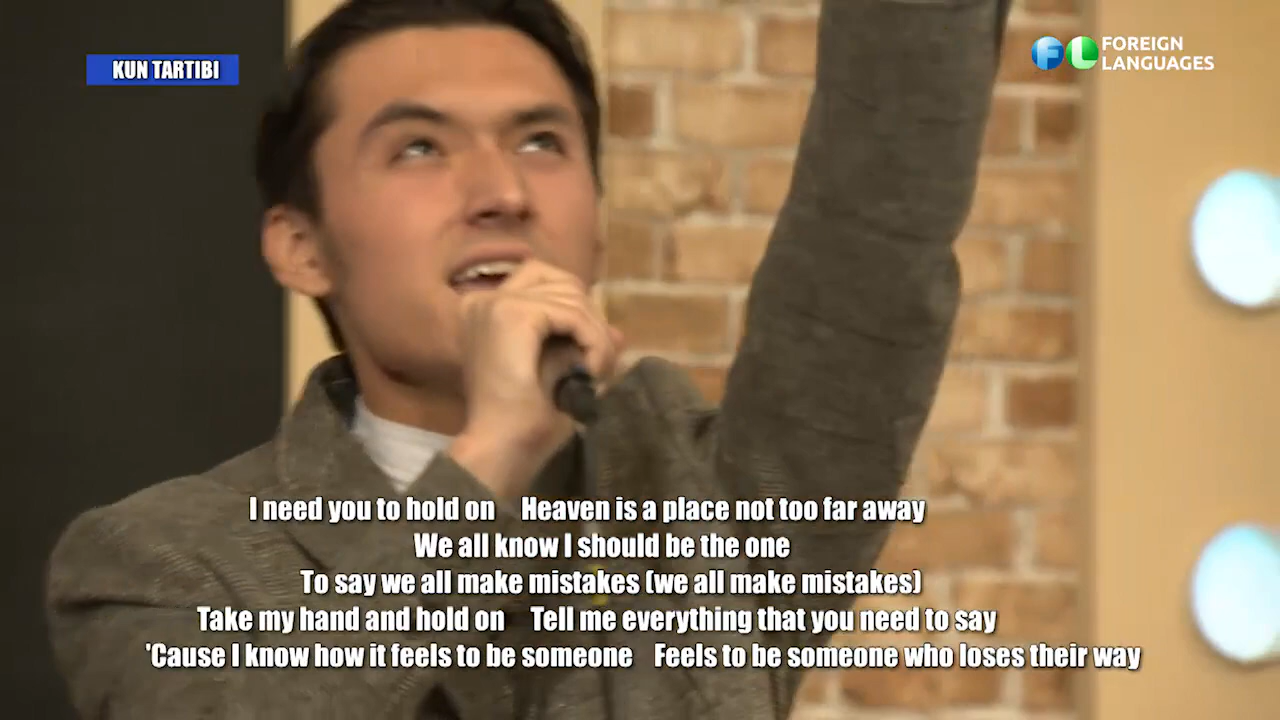 KUN TARTIBI
FL FOREIGN
LANGUAGES
I need you to hold on Heaven is a place not too far away
We all know I should be the one
To say we all make mistakes (we all make mistakes)
Take my hand and hold on Tell me everything that you need to say
'Cause I know how it feels to be someone Feels to be someone who loses their way